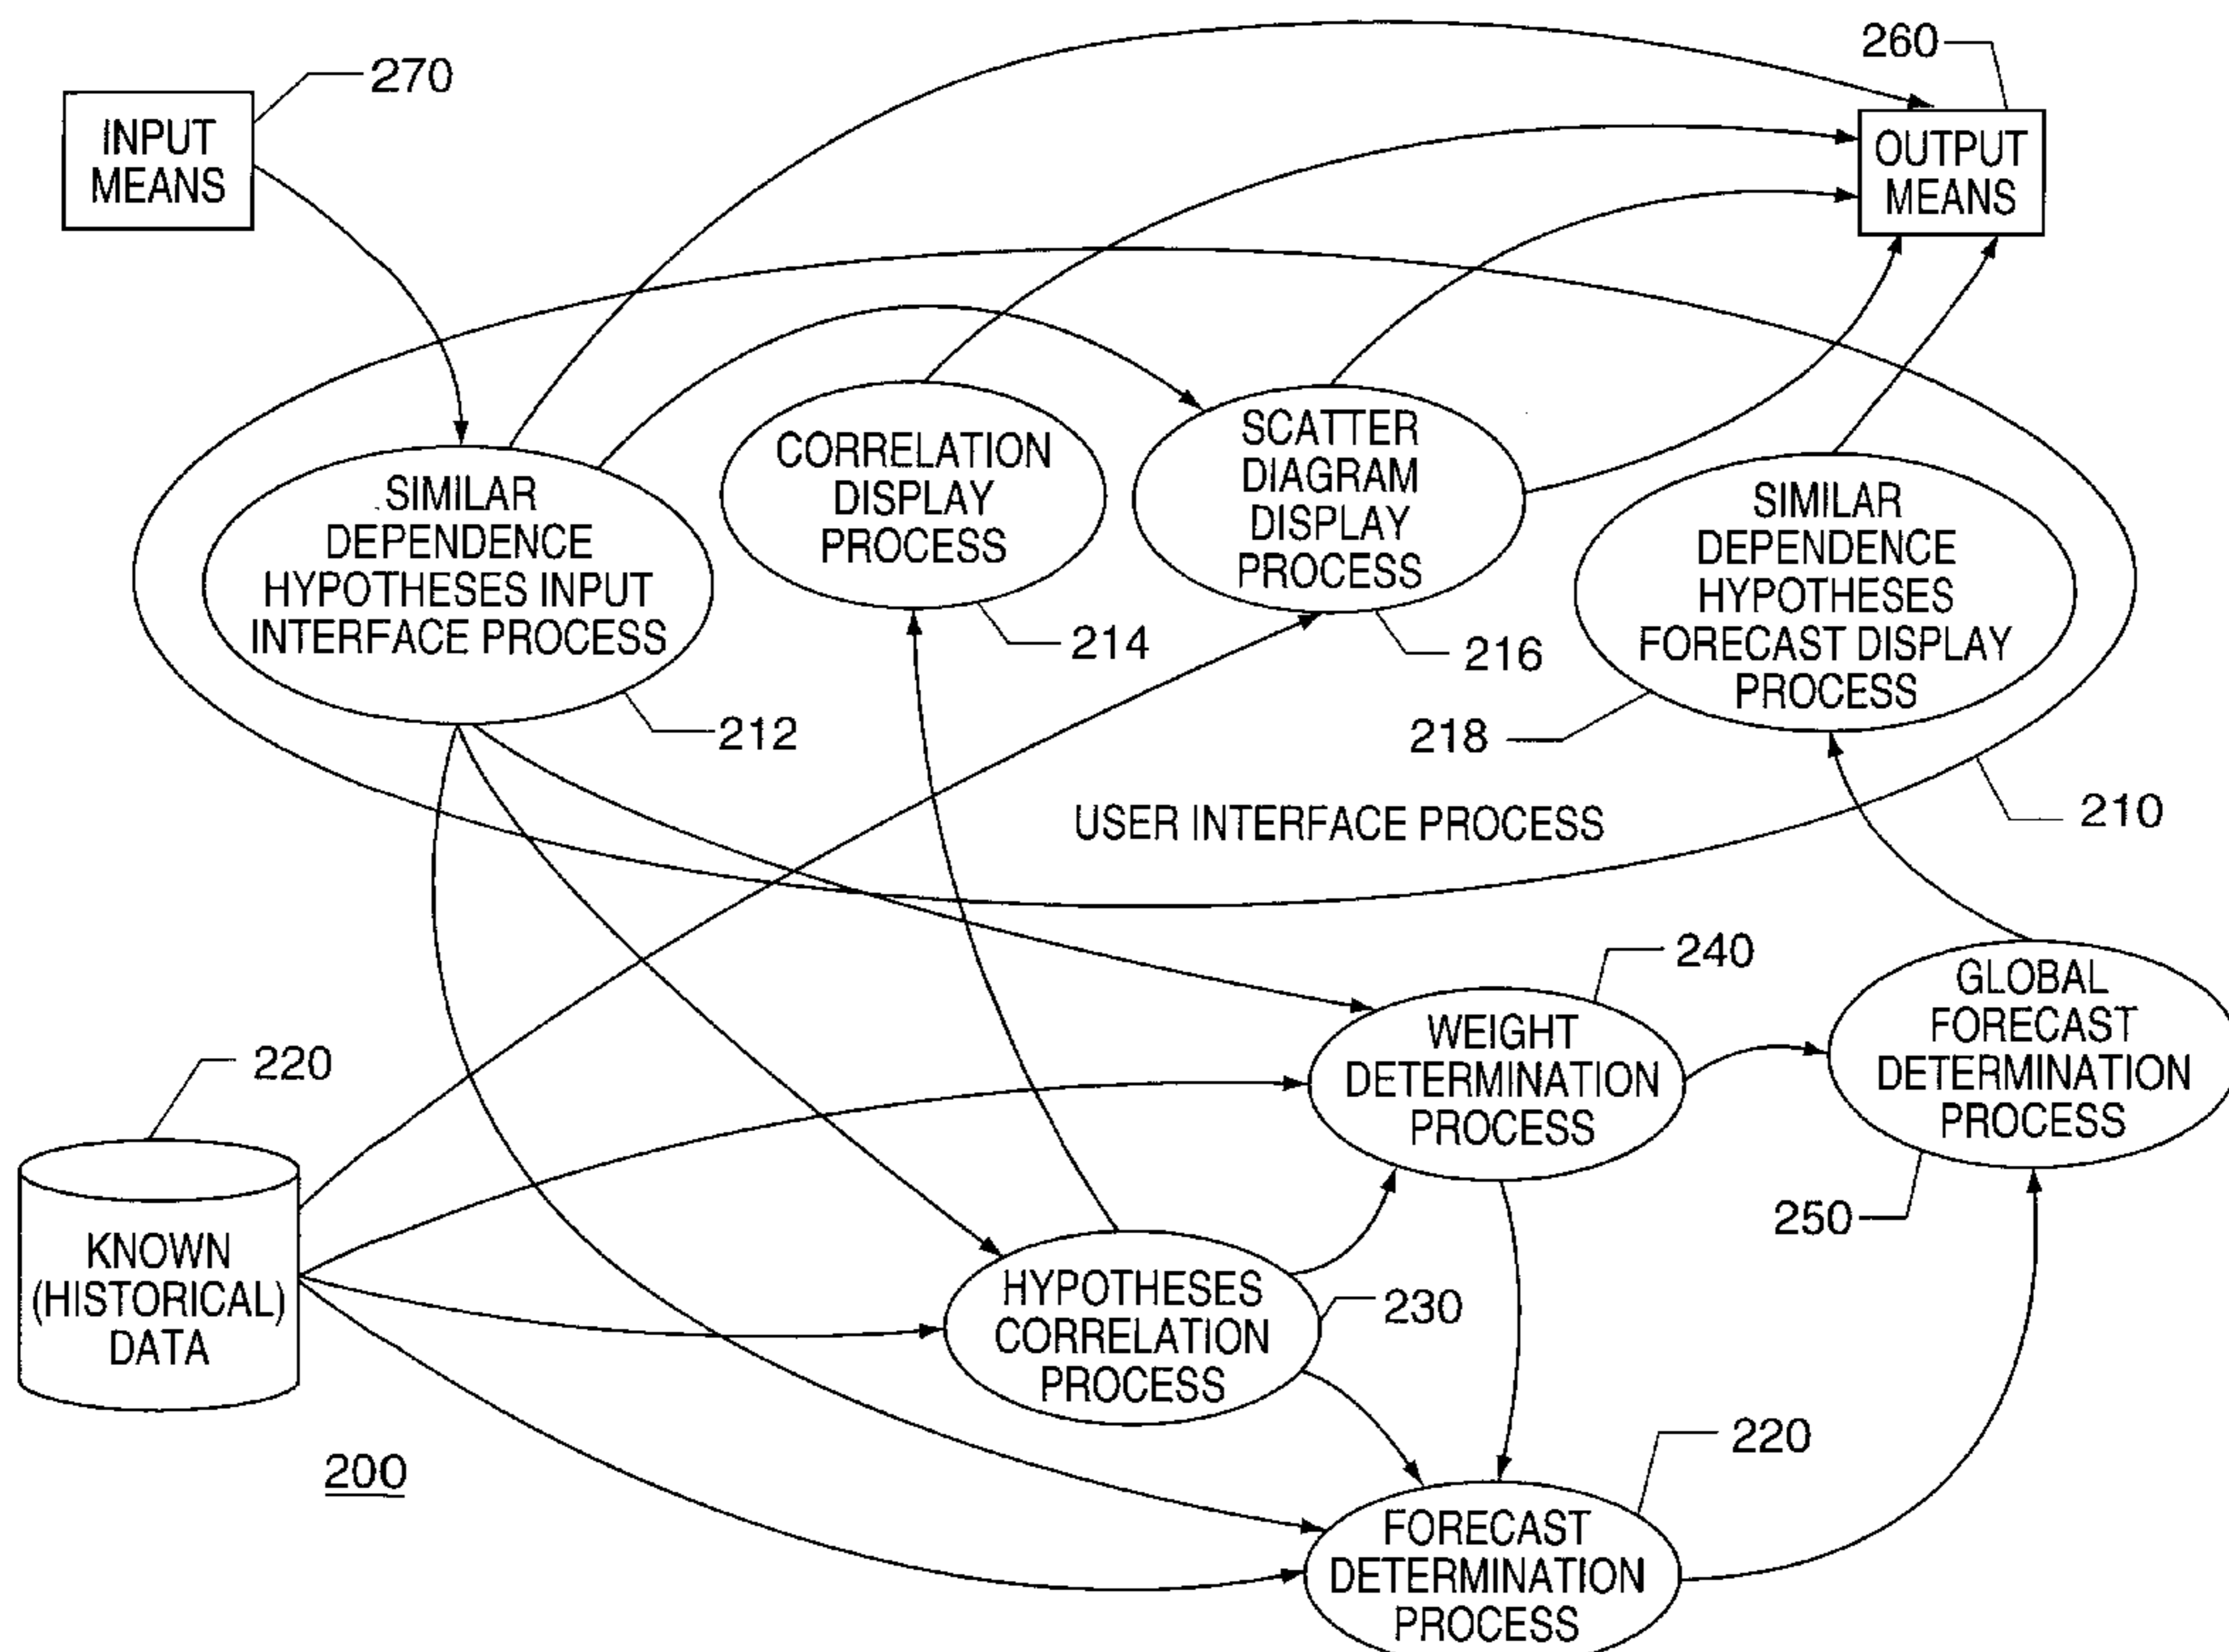 260
270
INPUT
MEANS
OUTPUT
MEANS
SIMILAR
DEPENDENCE
HYPOTHESES INPUT
INTERFACE PROCESS
212
CORRELATION
DISPLAY
PROCESS
214
SCATTER
DIAGRAM
DISPLAY
PROCESS
216
SIMILAR
DEPENDENCE
HYPOTHESES
FORECAST DISPLAY
PROCESS
218
USER INTERFACE PROCESS
210
240
WEIGHT
DETERMINATION
PROCESS
GLOBAL
FORECAST
DETERMINATION
PROCESS
250
220
KNOWN
(HISTORICAL)
DATA
HYPOTHESES
CORRELATION
PROCESS
230
200
220
FORECAST
DETERMINATION
PROCESS